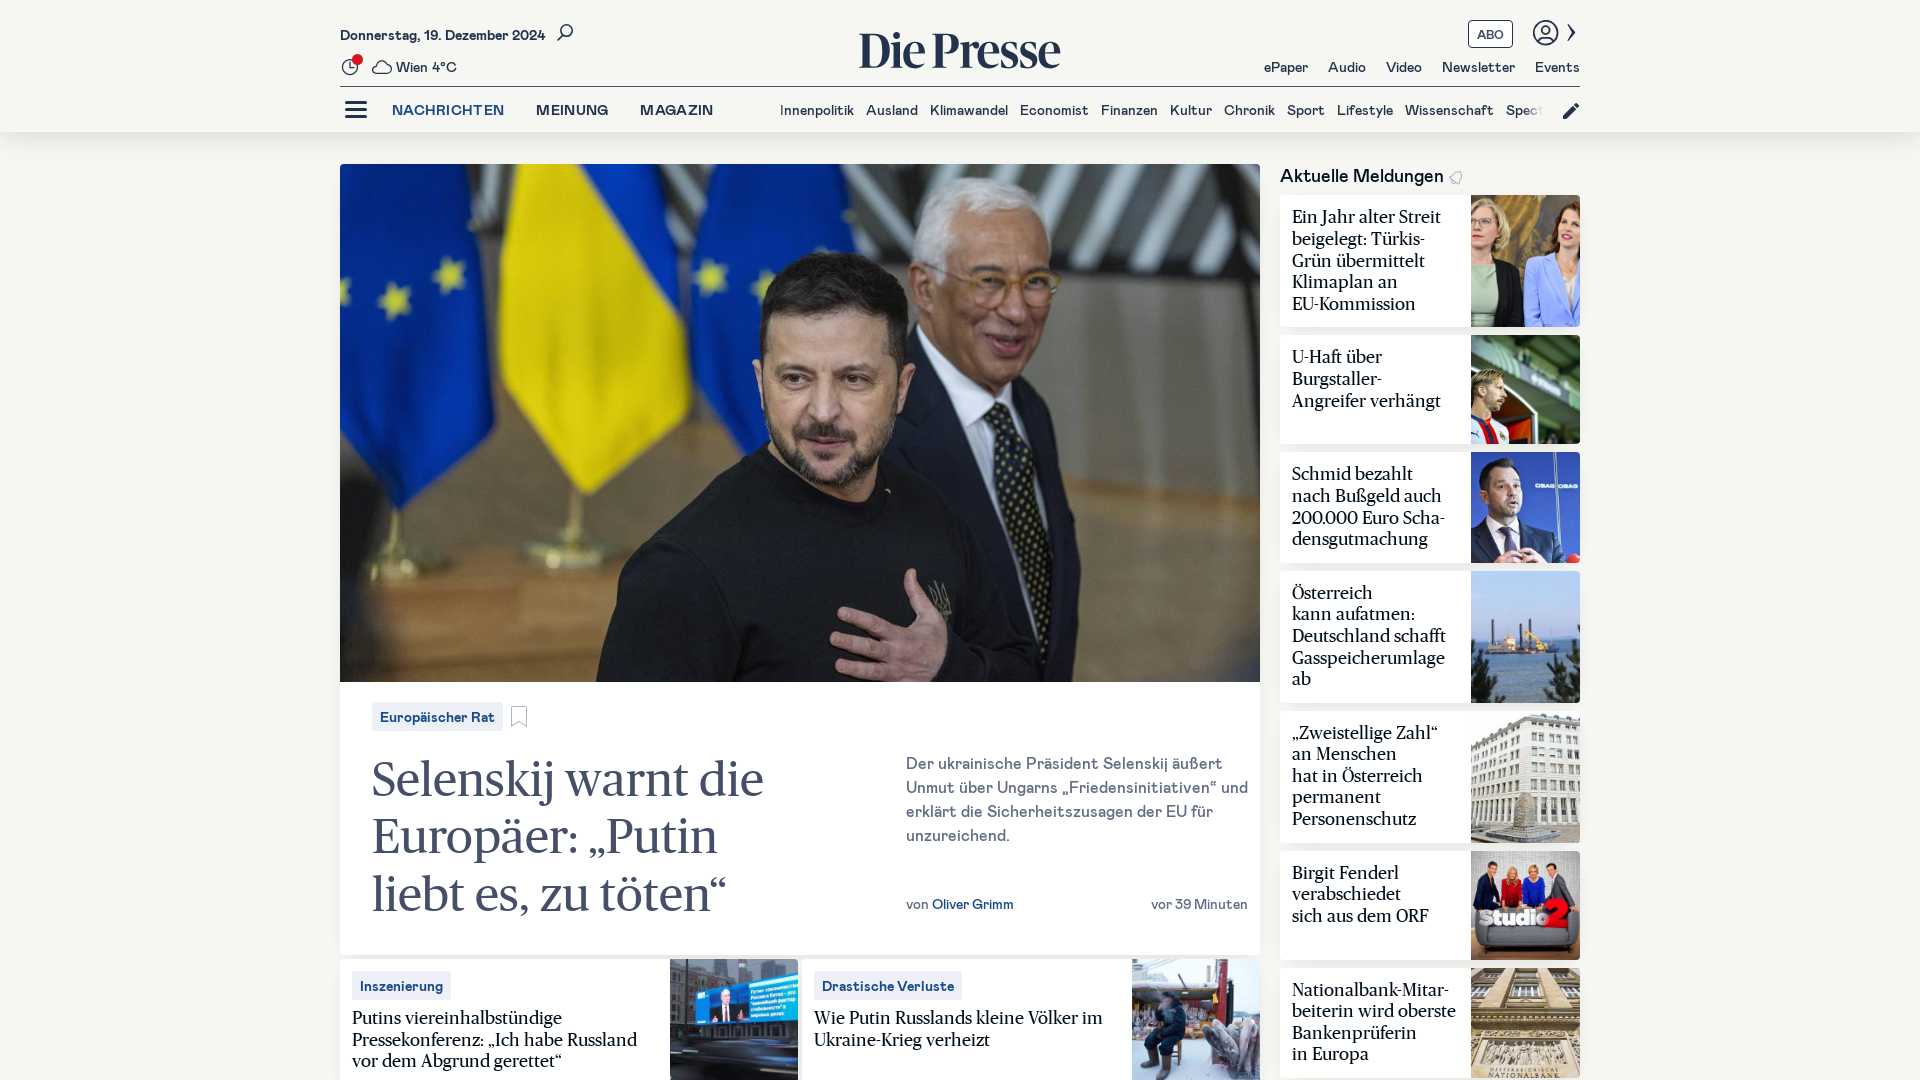 Donnerstag, 19. Dezember 2024
Wien 4°C
Die Presse
ABO
ePaper Audio Video Newsletter Events
NACHRICHTEN MEINUNG MAGAZIN
Innenpolitik Ausland Klimawandel Economist Finanzen Kultur Chronik Sport Lifestyle Wissenschaft Spect
Europäischer Rat
Selenskij warnt die
Europäer: „Putin
liebt es, zu töten“
Der ukrainische Präsident Selenskij äußert
Unmut über Ungarns „Friedensinitiativen“ und
erklärt die Sicherheitszusagen der EU für
unzureichend.
von Oliver Grimm
vor 39 Minuten
Inszenierung
Putins viereinhalbstündige
Pressekonferenz: „Ich habe Russland
vor dem Abgrund gerettet“
Drastische Verluste
Wie Putin Russlands kleine Völker im
Ukraine-Krieg verheizt
Aktuelle Meldungen
Ein Jahr alter Streit
beigelegt: Türkis-
Grün übermittelt
Klimaplan an
EU-Kommission
U-Haft über
Burgstaller-
Angreifer verhängt
Schmid bezahlt
nach Bußgeld auch
200.000 Euro Scha-
densgutmachung
Österreich
kann aufatmen:
Deutschland schafft
Gasspeicherumlage
ab
„Zweistellige Zahl“
an Menschen
hat in Österreich
permanent
Personenschutz
Birgit Fenderl
verabschiedet
sich aus dem ORF
Studio2
Nationalbank-Mitar-
beiterin wird oberste
Bankenprüferin
in Europa